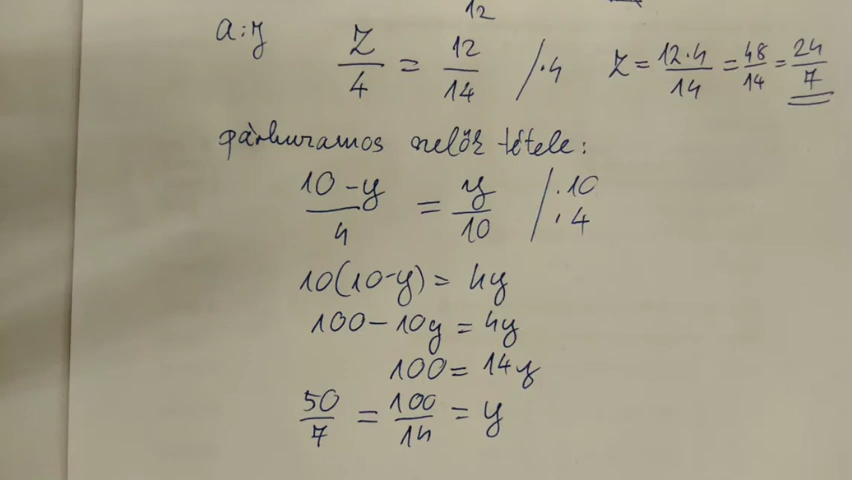 12
a:z z/4 = 12/14 /·4 z = 12·4/14 = 48/14 = 24/7
párhuzamos szelők tétele:
10-y/4 = y/10 /·10 ·4
10(10-y) = 4y
100-10y = 4y
100 = 14y
50/7 = 100/14 = y